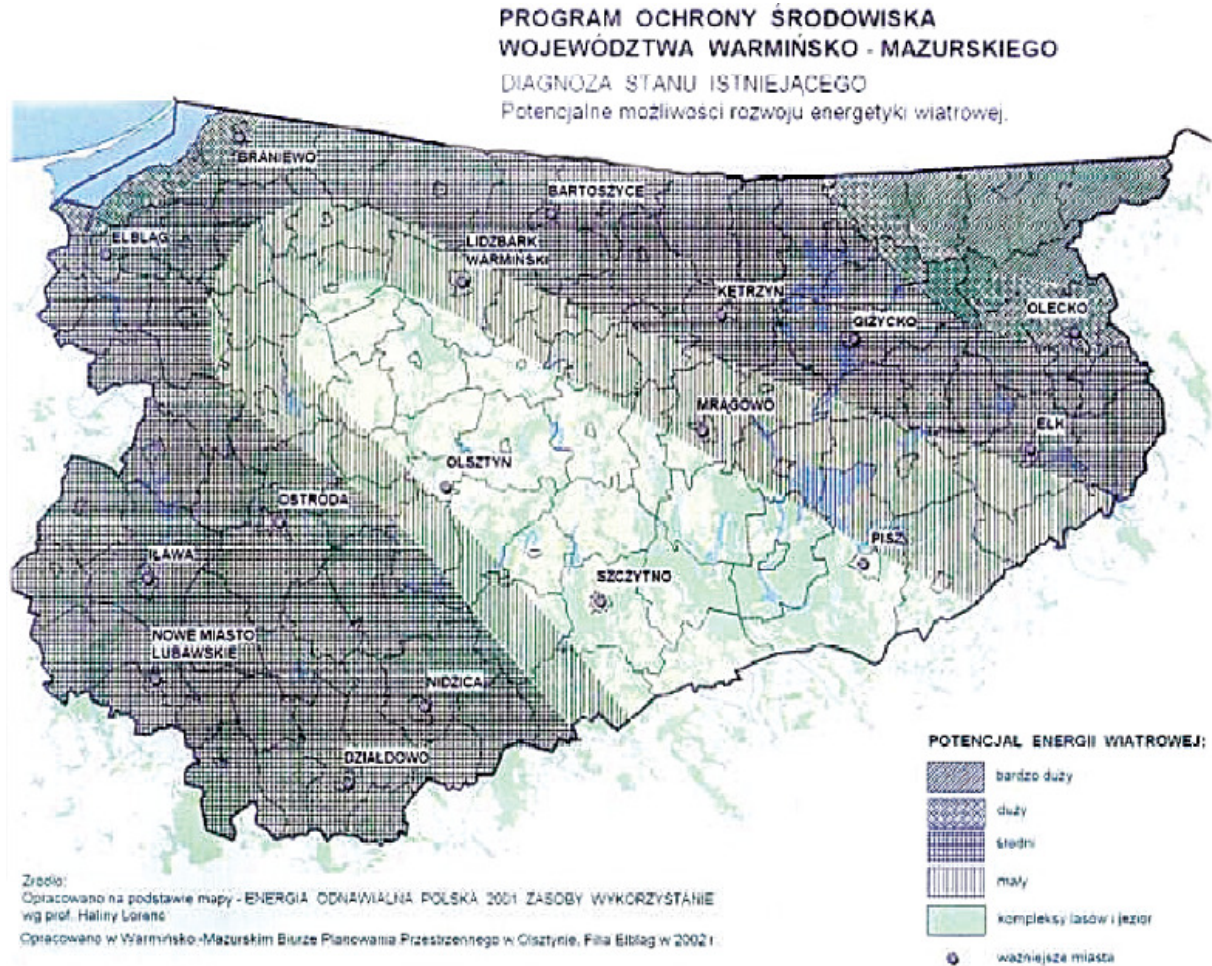 PROGRAM OCHRONY ŚRODOWISKA
WOJEWÓDZTWA WARMIŃSKO - MAZURSKIEGO
DIAGNOZA STANU ISTNIEJĄCEGO
Potencjalne możliwości rozwoju energetyki wiatrowej.
BRANIEWO
BARTOSZYCE
ELBLĄG
LIDZBARK
WARMIŃSKI
KĘTRZYN
GIŻYCKO
OLECKO
MRĄGOWO
EŁK
OLSZTYN
OSTRÓDA
PISZ
IŁAWA
SZCZYTNO
NOWE MIASTO
LUBAWSKIE
NIDZICA
DZIAŁDOWO
POTENCJAŁ ENERGII WIATROWEJ:
bardzo duży
duży
średni
mały
kompleksy lasów i jezior
ważniejsze miasta
Źródło:
Opracowano na podstawie mapy - ENERGIA ODNAWIALNA POLSKA 2001 ZASOBY WYKORZYSTANIE
wg prof. Haliny Lorenc
Opracowano w Warmińsko-Mazurskim Biurze Planowania Przestrzennego w Olsztynie, Filia Elbląg w 2002 r.